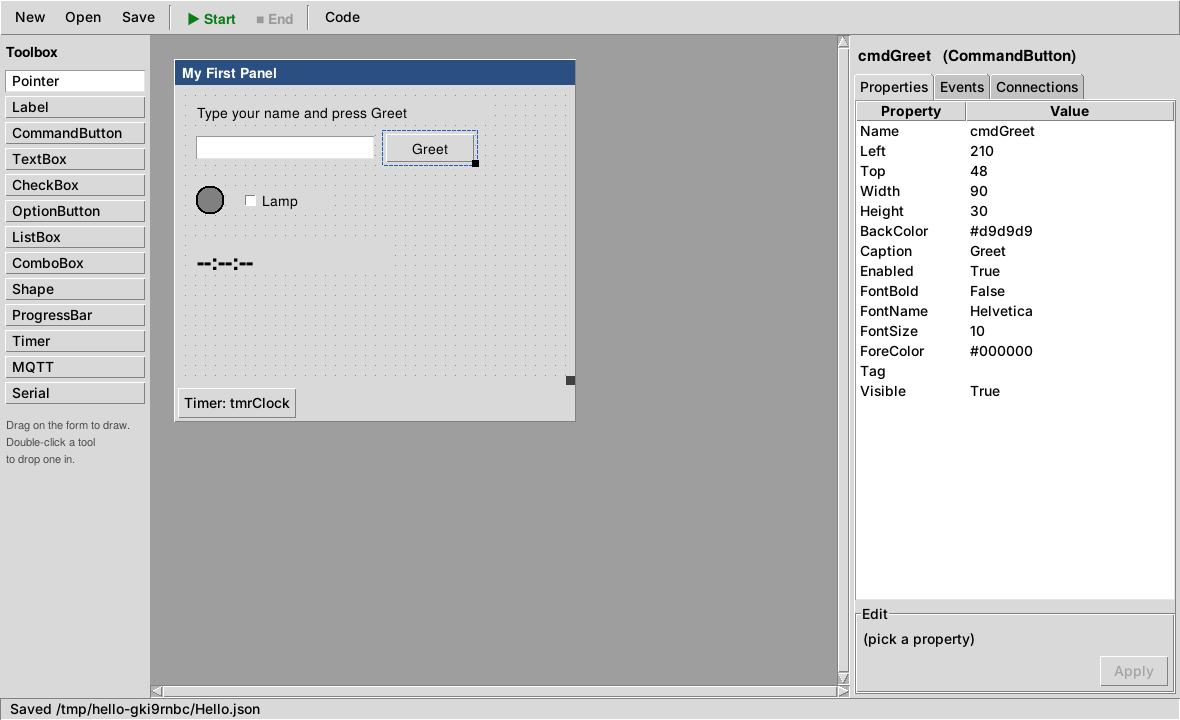 New Open Save ▶ Start ■ End Code
Toolbox
Pointer
Label
CommandButton
TextBox
CheckBox
OptionButton
ListBox
ComboBox
Shape
ProgressBar
Timer
MQTT
Serial
Drag on the form to draw.
Double-click a tool
to drop one in.
My First Panel
Type your name and press Greet
Greet
Lamp
--:--:--
Timer: tmrClock
cmdGreet (CommandButton)
Properties Events Connections
Property Value
Name cmdGreet
Left 210
Top 48
Width 90
Height 30
BackColor #d9d9d9
Caption Greet
Enabled True
FontBold False
FontName Helvetica
FontSize 10
ForeColor #000000
Tag
Visible True
Edit
(pick a property)
Apply
Saved /tmp/hello-gki9rnbc/Hello.json